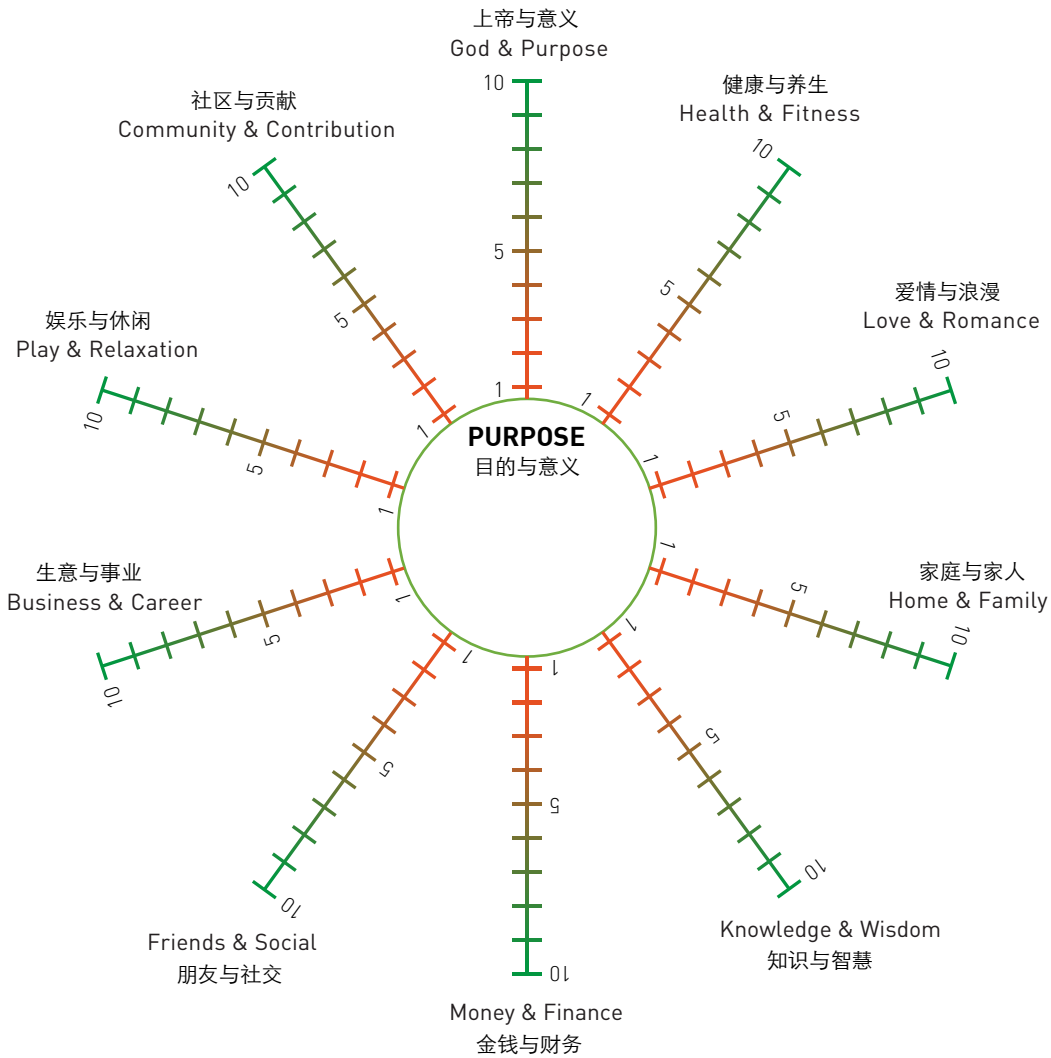 上帝与意义
God & Purpose
10
5
1
健康与养生
Health & Fitness
10
5
1
爱情与浪漫
Love & Romance
10
5
1
家庭与家人
Home & Family
10
5
1
Knowledge & Wisdom
知识与智慧
10
5
1
Money & Finance
金钱与财务
10
5
1
Friends & Social
朋友与社交
10
5
1
生意与事业
Business & Career
10
5
1
娱乐与休闲
Play & Relaxation
10
5
1
社区与贡献
Community & Contribution
10
5
1
PURPOSE
目的与意义